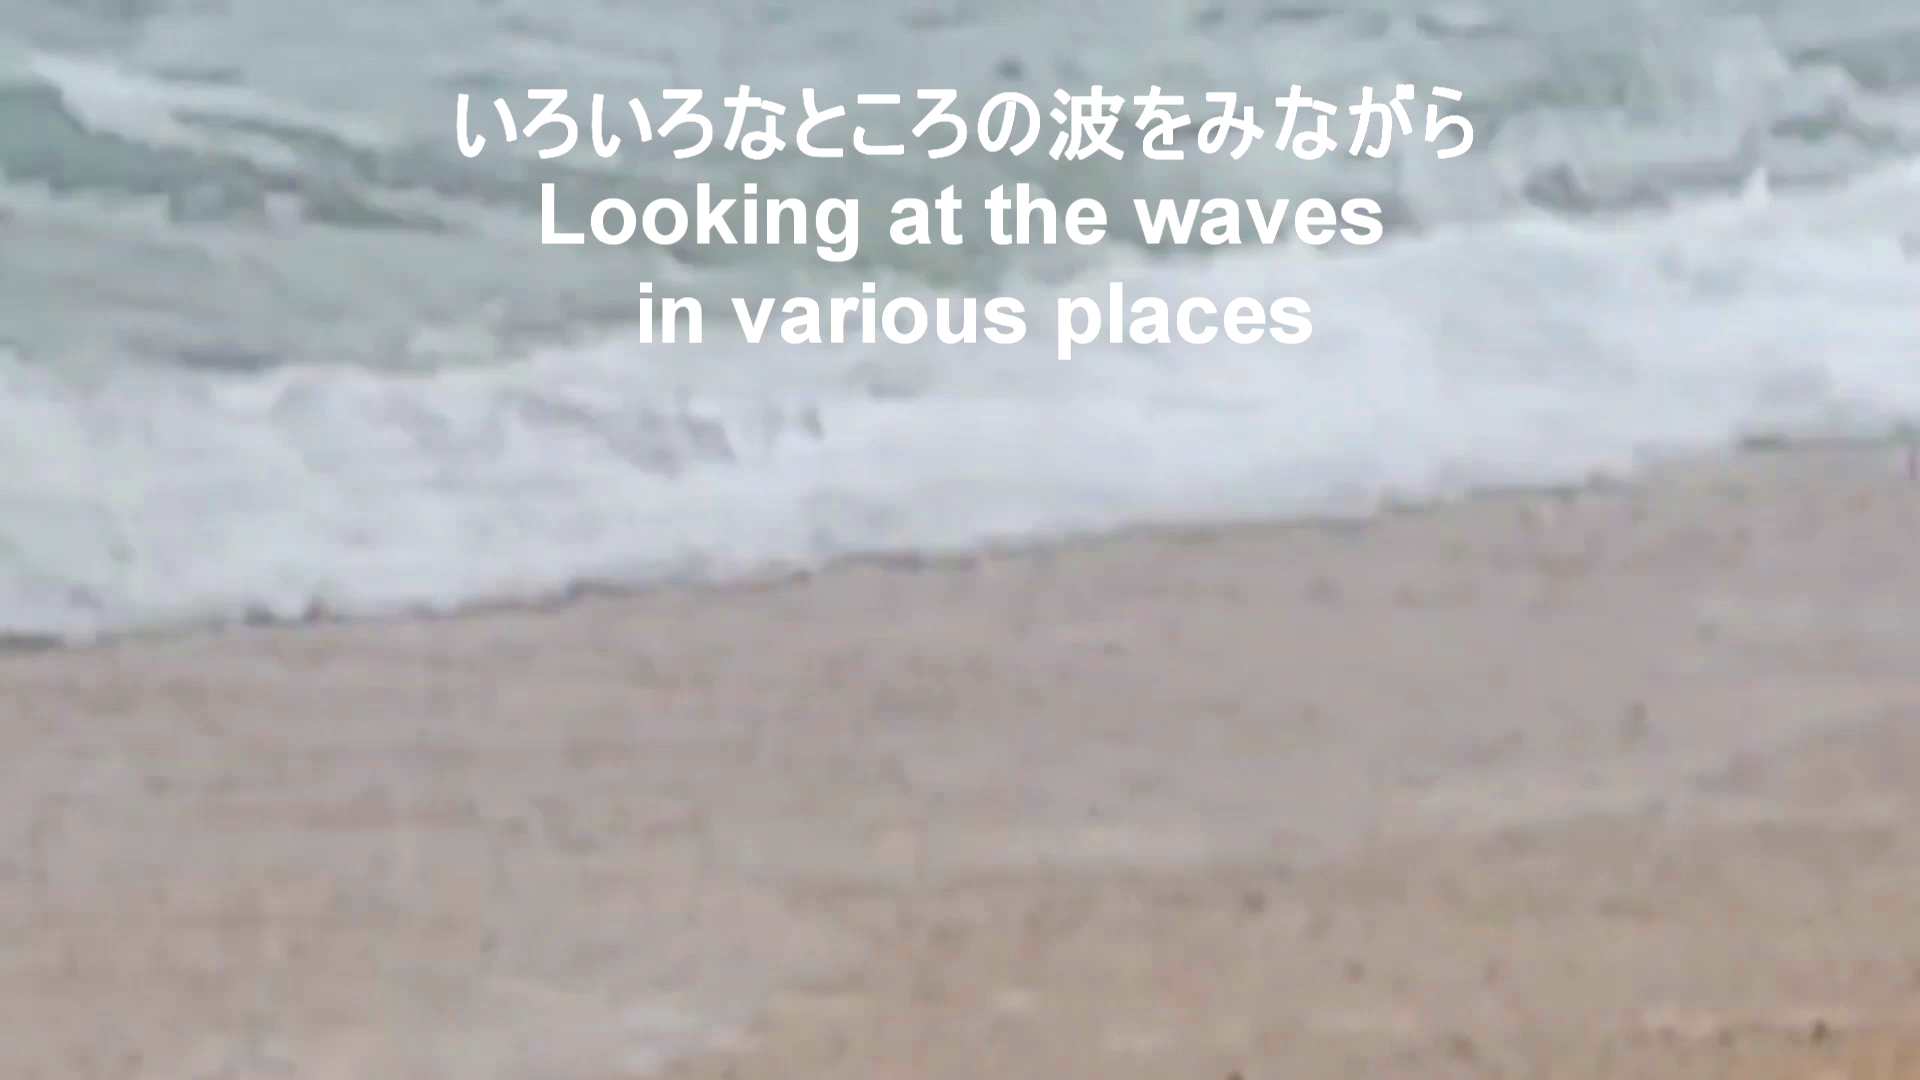 いろいろなところの波をみながら
Looking at the waves
in various places